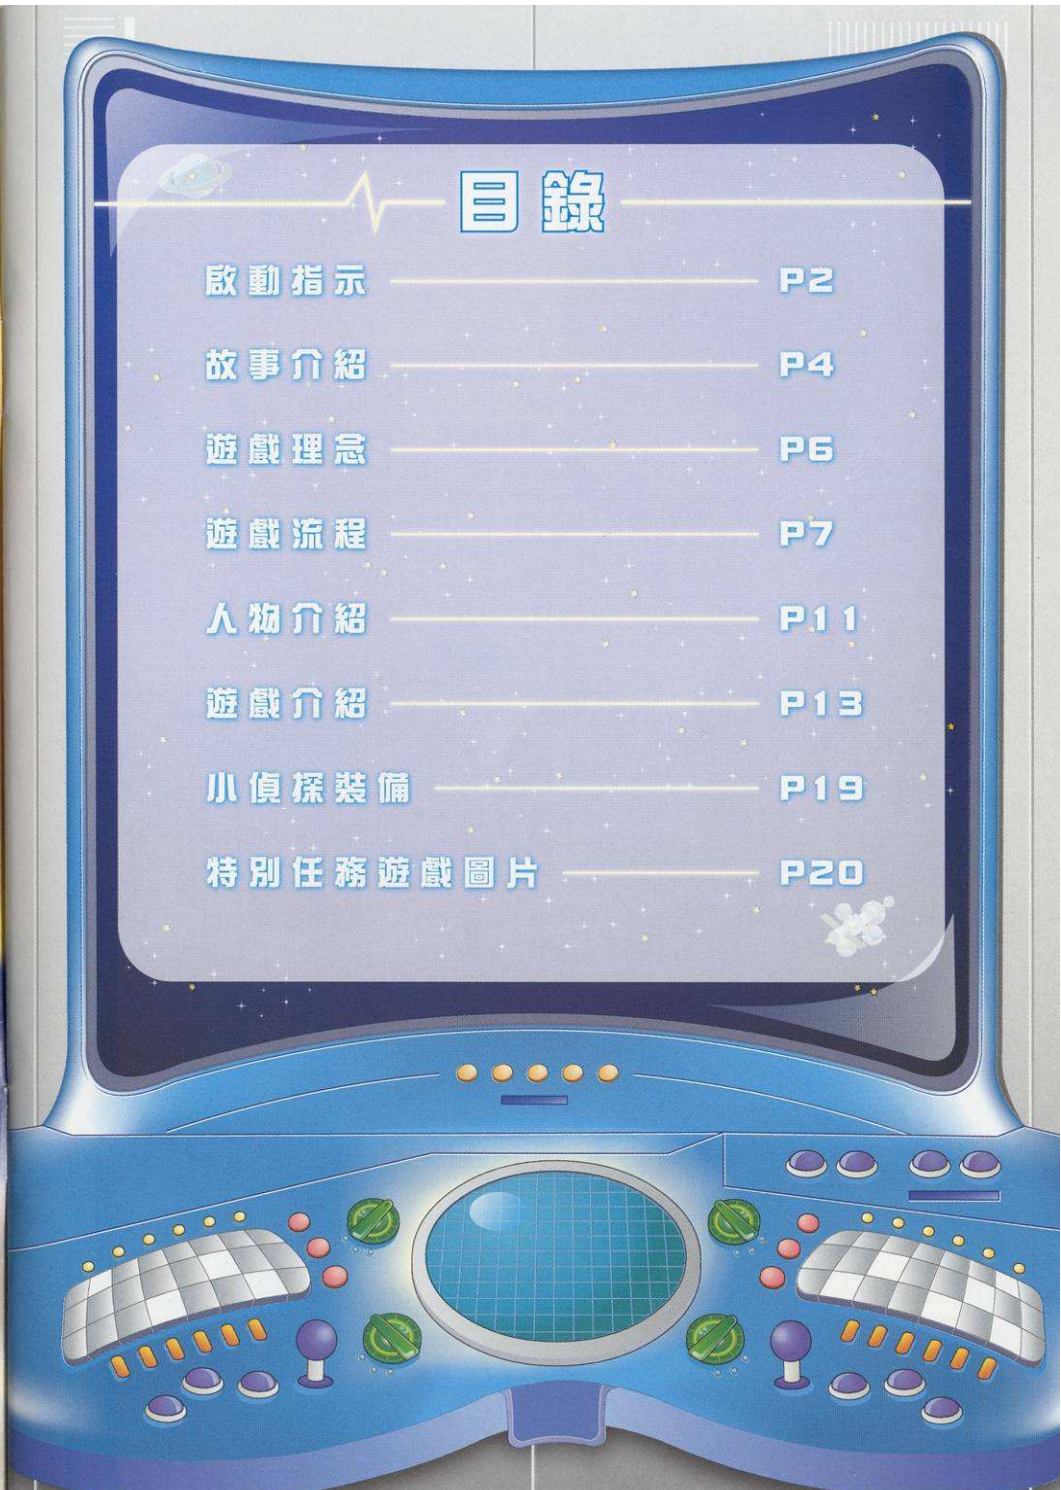 目錄
啟動指示 P2
故事介紹 P4
遊戲理念 P6
遊戲流程 P7
人物介紹 P11
遊戲介紹 P13
小偵探裝備 P19
特別任務遊戲圖片 P20